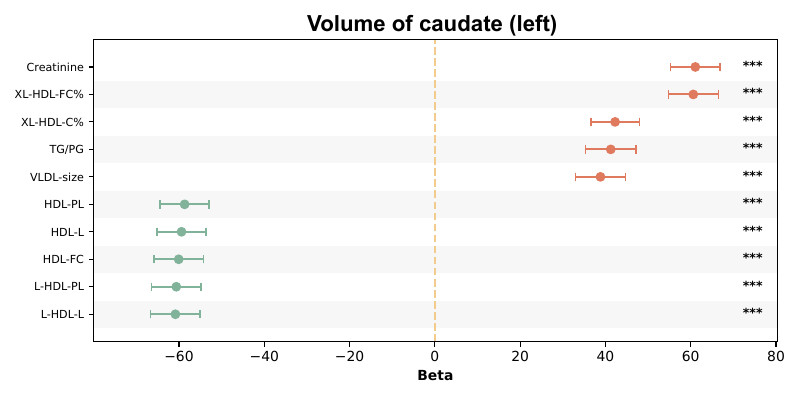 Volume of caudate (left)
Creatinine ***
XL-HDL-FC% ***
XL-HDL-C% ***
TG/PG ***
VLDL-size ***
HDL-PL ***
HDL-L ***
HDL-FC ***
L-HDL-PL ***
L-HDL-L ***
−60 −40 −20 0 20 40 60 80
Beta